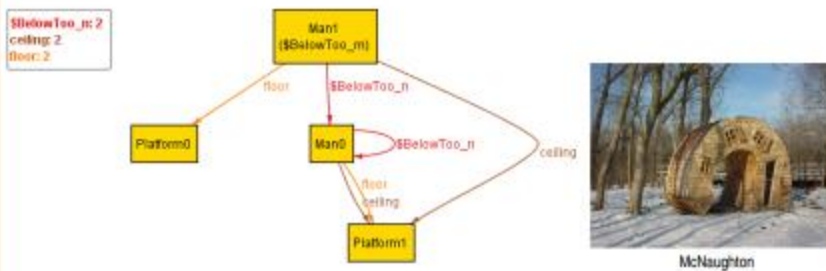 $BelowToo_n: 2
ceiling: 2
floor: 2
Man1
($BelowToo_m)
floor
$BelowToo_n
Platform0
Man0
$BelowToo_n
ceiling
floor
ceiling
Platform1
McNaughton